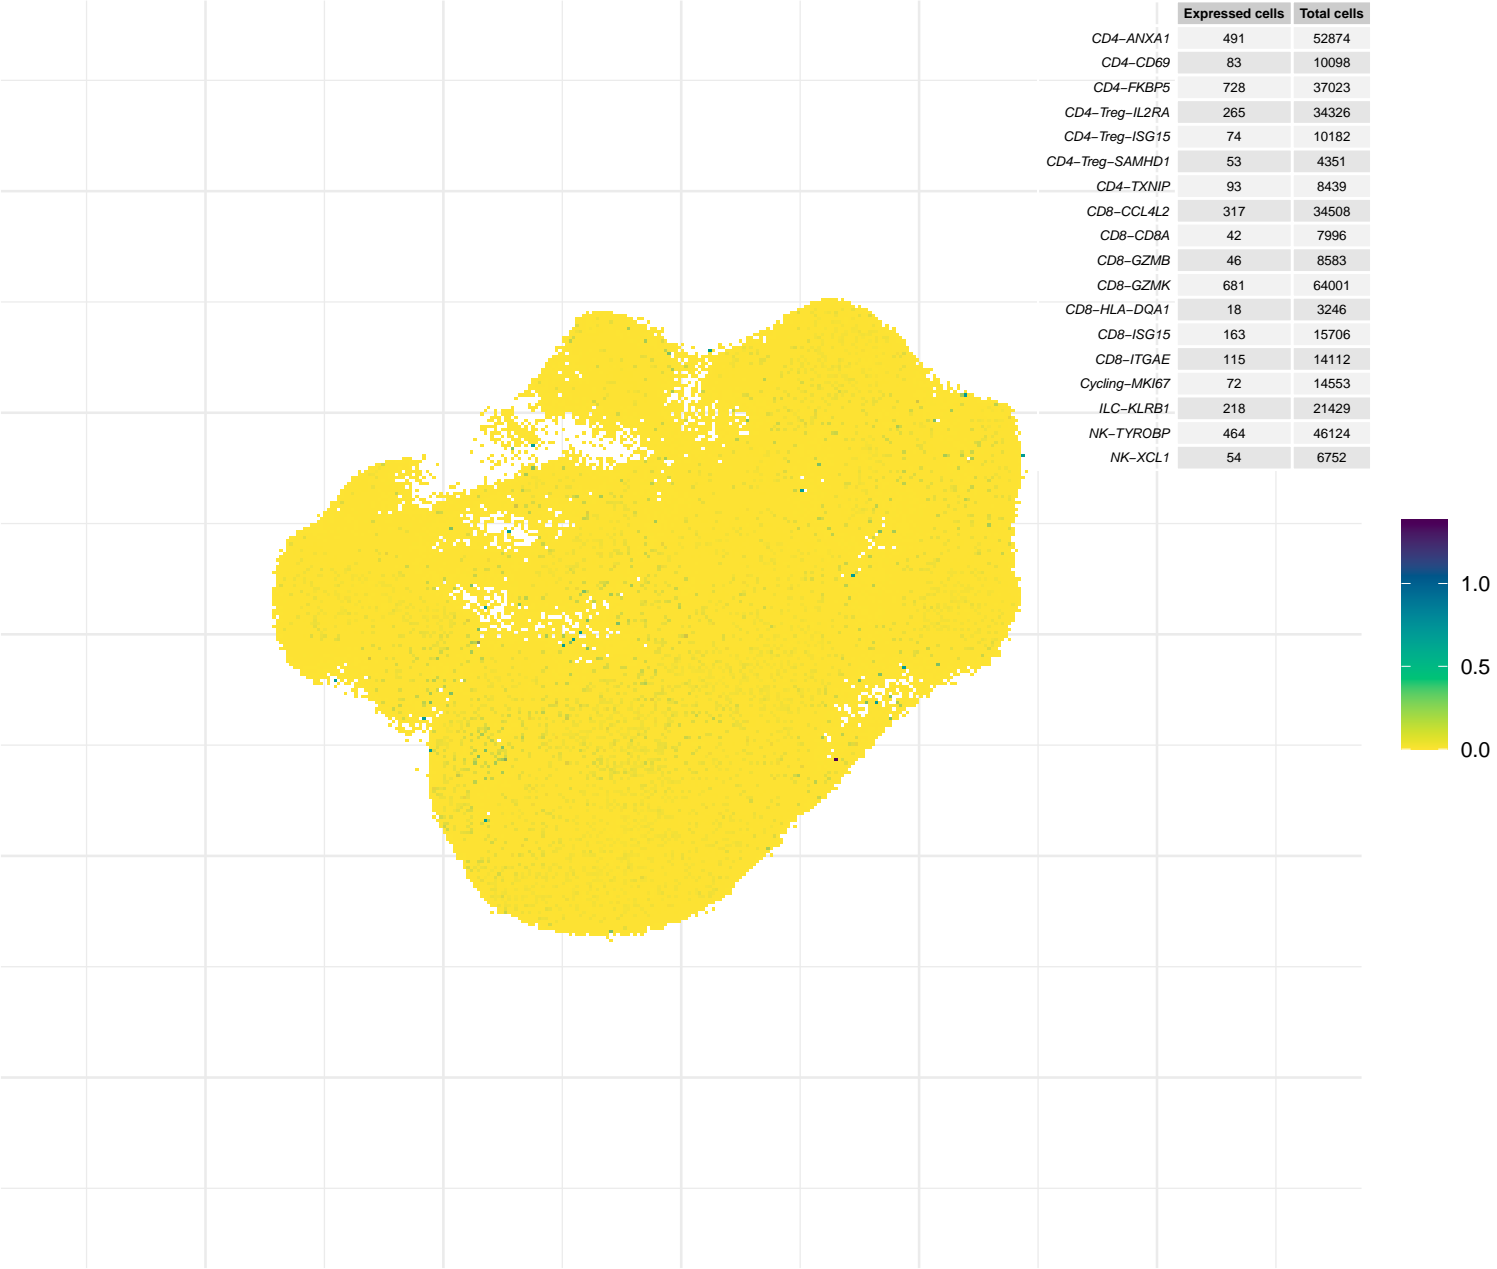 Expressed cells Total cells
CD4−ANXA1 491 52874
CD4−CD69 83 10098
CD4−FKBP5 728 37023
CD4−Treg−IL2RA 265 34326
CD4−Treg−ISG15 74 10182
CD4−Treg−SAMHD1 53 4351
CD4−TXNIP 93 8439
CD8−CCL4L2 317 34508
CD8−CD8A 42 7996
CD8−GZMB 46 8583
CD8−GZMK 681 64001
CD8−HLA−DQA1 18 3246
CD8−ISG15 163 15706
CD8−ITGAE 115 14112
Cycling−MKI67 72 14553
ILC−KLRB1 218 21429
NK−TYROBP 464 46124
NK−XCL1 54 6752
1.0
0.5
0.0